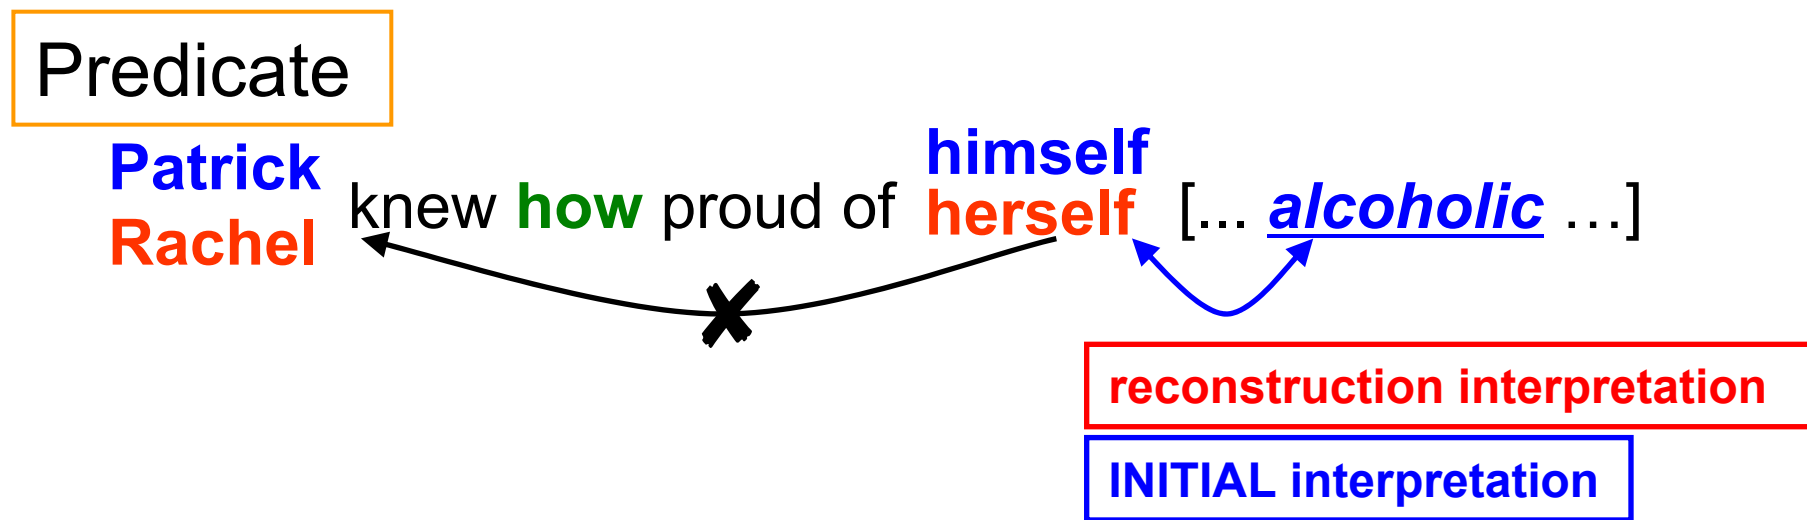 Predicate
Patrick himself
knew how proud of [... alcoholic …]
Rachel herself
reconstruction interpretation
INITIAL interpretation